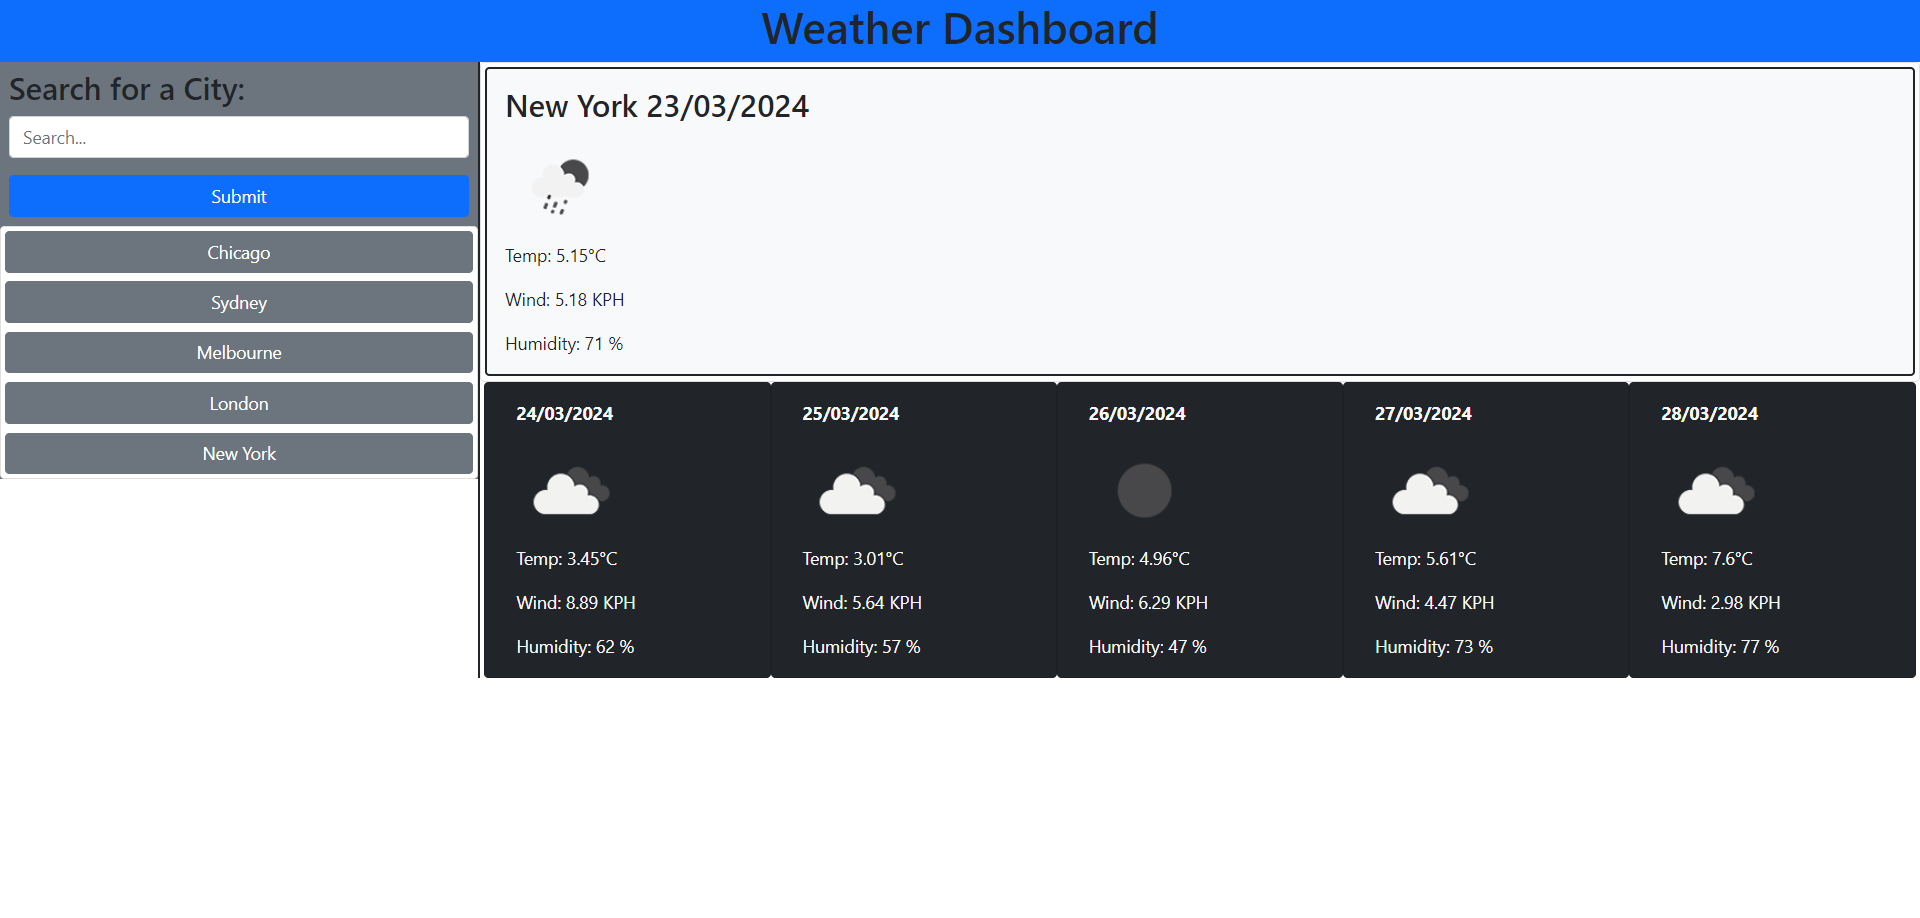 Weather Dashboard
Search for a City:
Search...
Submit
Chicago
Sydney
Melbourne
London
New York
New York 23/03/2024
Temp: 5.15°C
Wind: 5.18 KPH
Humidity: 71 %
24/03/2024
Temp: 3.45°C
Wind: 8.89 KPH
Humidity: 62 %
25/03/2024
Temp: 3.01°C
Wind: 5.64 KPH
Humidity: 57 %
26/03/2024
Temp: 4.96°C
Wind: 6.29 KPH
Humidity: 47 %
27/03/2024
Temp: 5.61°C
Wind: 4.47 KPH
Humidity: 73 %
28/03/2024
Temp: 7.6°C
Wind: 2.98 KPH
Humidity: 77 %